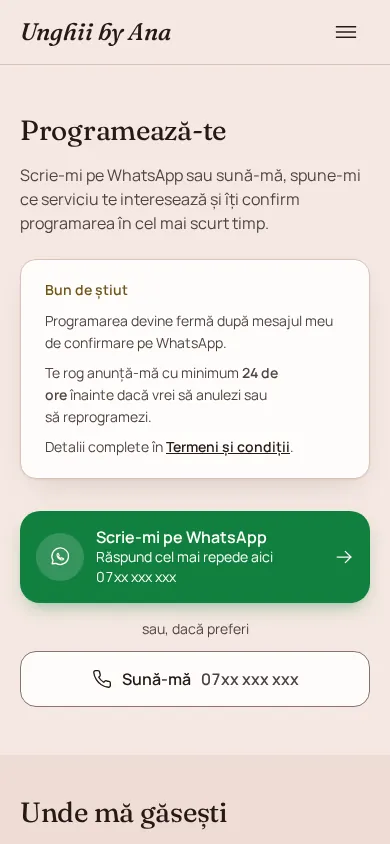 Unghii by Ana
Programează-te
Scrie-mi pe WhatsApp sau sună-mă, spune-mi
ce serviciu te interesează și îți confirm
programarea în cel mai scurt timp.
Bun de știut
Programarea devine fermă după mesajul meu
de confirmare pe WhatsApp.
Te rog anunță-mă cu minimum 24 de
ore înainte dacă vrei să anulezi sau
să reprogramezi.
Detalii complete în Termeni și condiții.
Scrie-mi pe WhatsApp
Răspund cel mai repede aici
07xx xxx xxx
sau, dacă preferi
Sună-mă 07xx xxx xxx
Unde mă găsești